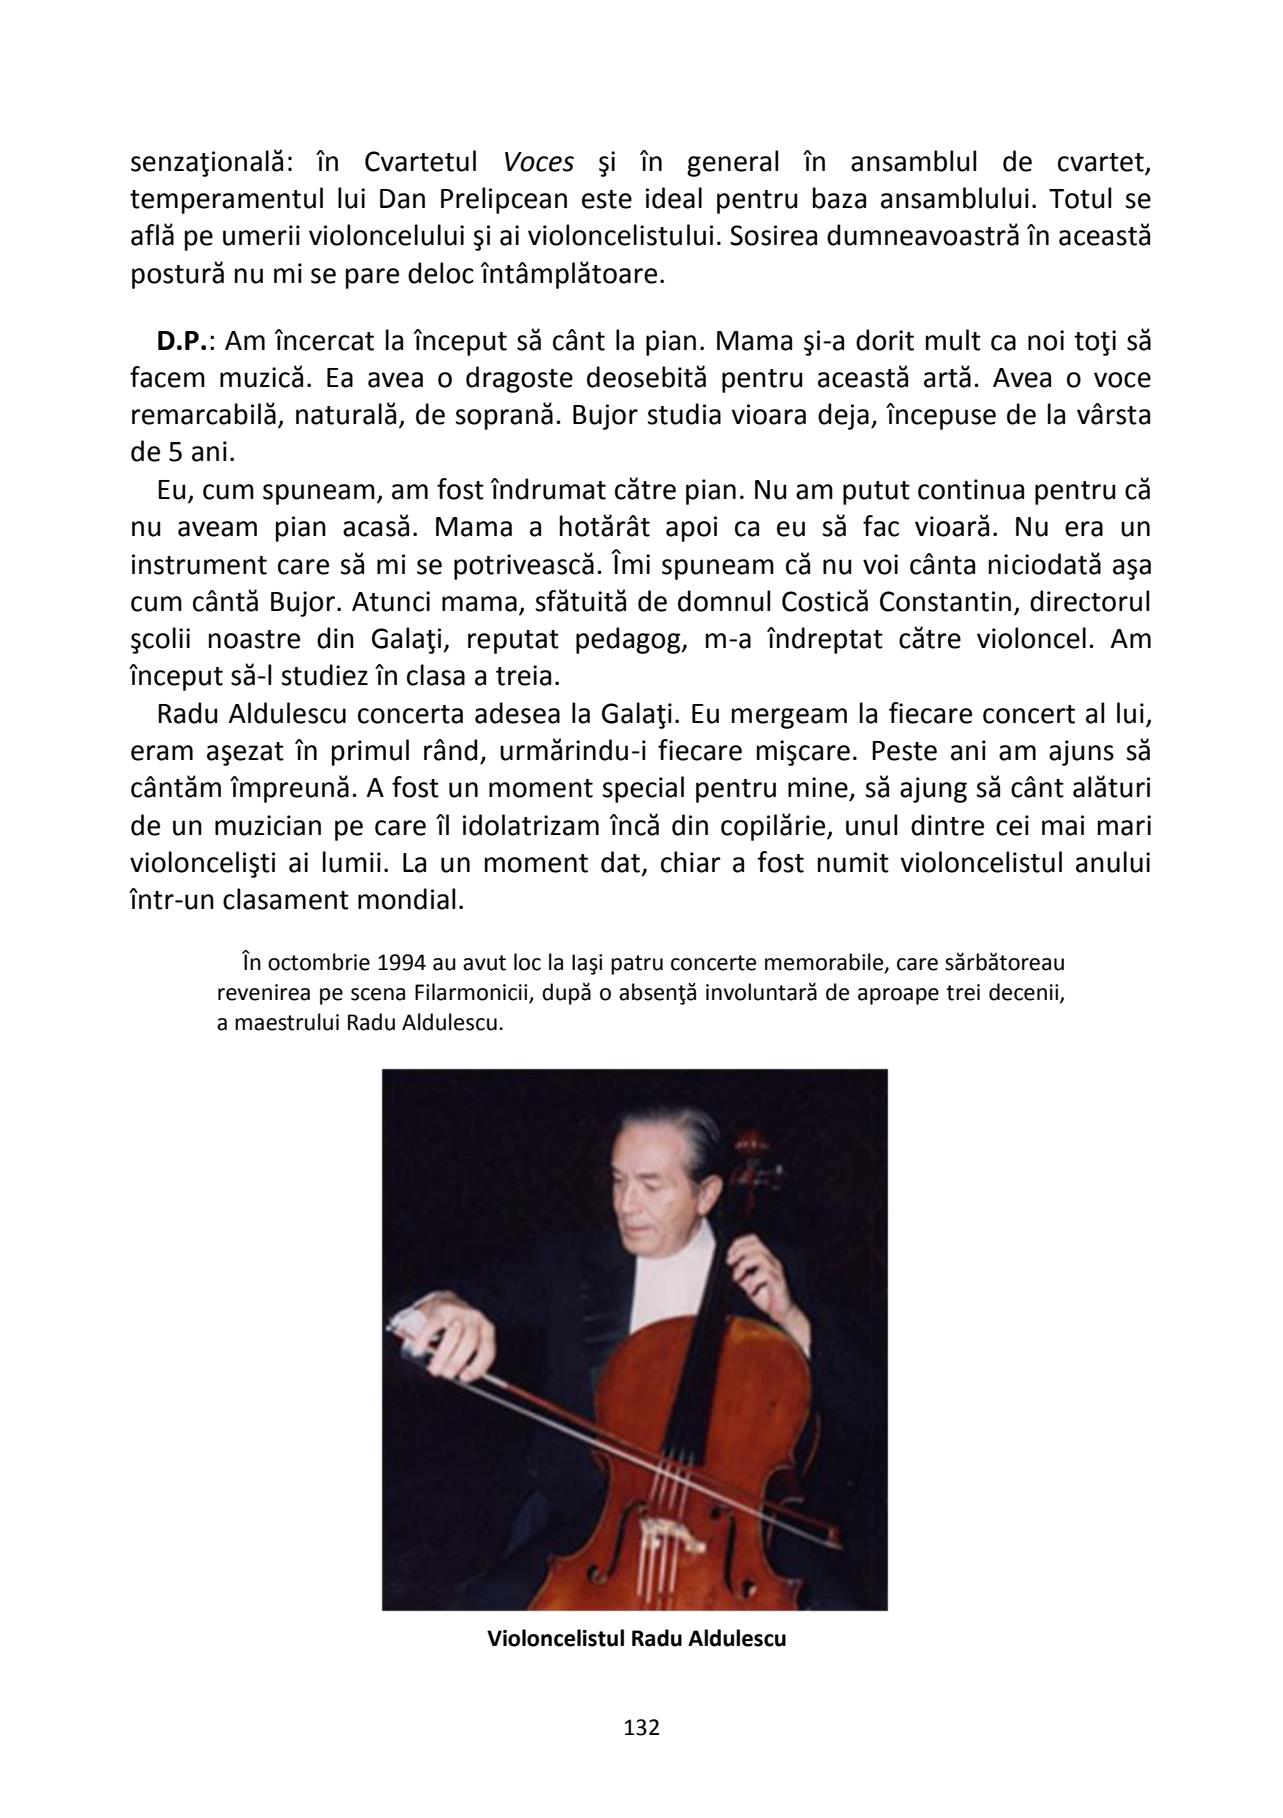 senzaţională: în Cvartetul Voces şi în general în ansamblul de cvartet,
temperamentul lui Dan Prelipcean este ideal pentru baza ansamblului. Totul se
află pe umerii violoncelului şi ai violoncelistului. Sosirea dumneavoastră în această
postură nu mi se pare deloc întâmplătoare.
D.P.: Am încercat la început să cânt la pian. Mama şi-a dorit mult ca noi toţi să
facem muzică. Ea avea o dragoste deosebită pentru această artă. Avea o voce
remarcabilă, naturală, de soprană. Bujor studia vioara deja, începuse de la vârsta
de 5 ani.
Eu, cum spuneam, am fost îndrumat către pian. Nu am putut continua pentru că
nu aveam pian acasă. Mama a hotărât apoi ca eu să fac vioară. Nu era un
instrument care să mi se potrivească. Îmi spuneam că nu voi cânta niciodată aşa
cum cântă Bujor. Atunci mama, sfătuită de domnul Costică Constantin, directorul
şcolii noastre din Galaţi, reputat pedagog, m-a îndreptat către violoncel. Am
început să-l studiez în clasa a treia.
Radu Aldulescu concerta adesea la Galaţi. Eu mergeam la fiecare concert al lui,
eram aşezat în primul rând, urmărindu-i fiecare mişcare. Peste ani am ajuns să
cântăm împreună. A fost un moment special pentru mine, să ajung să cânt alături
de un muzician pe care îl idolatrizam încă din copilărie, unul dintre cei mai mari
violoncelişti ai lumii. La un moment dat, chiar a fost numit violoncelistul anului
într-un clasament mondial.
În octombrie 1994 au avut loc la Iaşi patru concerte memorabile, care sărbătoreau
revenirea pe scena Filarmonicii, după o absenţă involuntară de aproape trei decenii,
a maestrului Radu Aldulescu.
Violoncelistul Radu Aldulescu
132